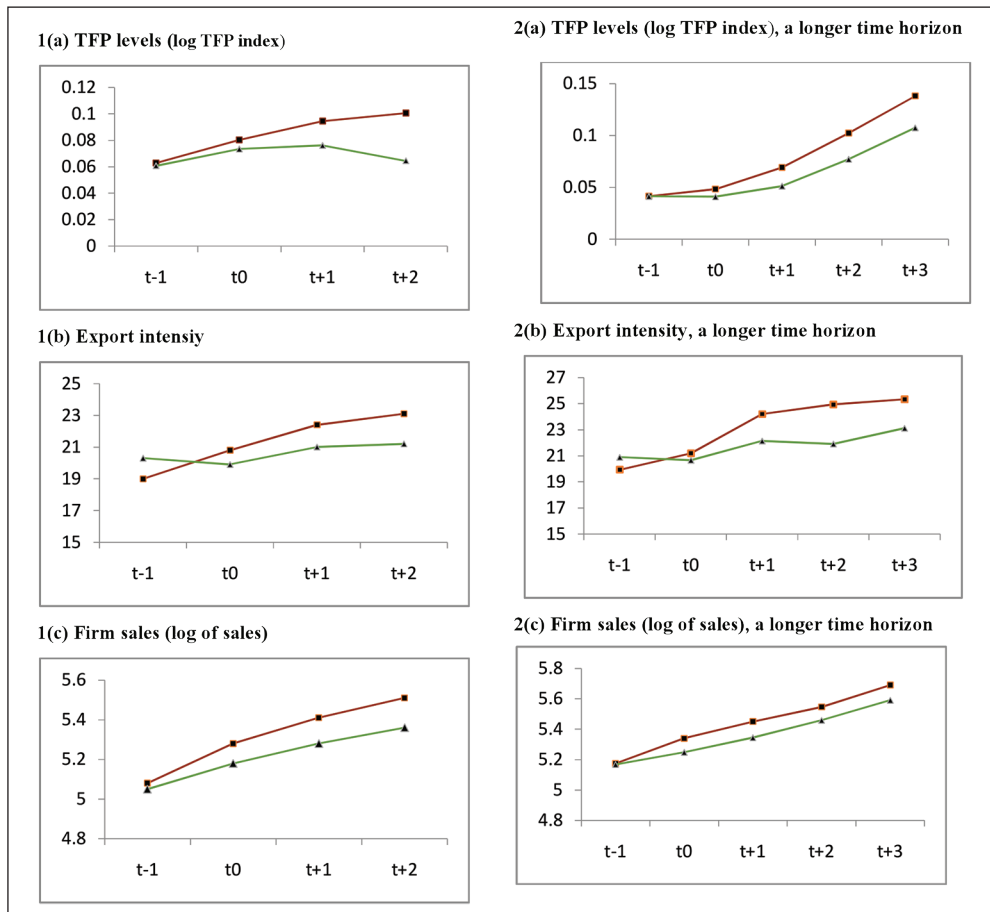 1(a) TFP levels (log TFP index)
0.12
0.1
0.08
0.06
0.04
0.02
0
t-1 t0 t+1 t+2
2(a) TFP levels (log TFP index), a longer time horizon
0.15
0.1
0.05
0
t-1 t0 t+1 t+2 t+3
1(b) Export intensiy
25
23
21
19
17
15
t-1 t0 t+1 t+2
2(b) Export intensity, a longer time horizon
27
25
23
21
19
17
15
t-1 t0 t+1 t+2 t+3
1(c) Firm sales (log of sales)
5.6
5.4
5.2
5
4.8
t-1 t0 t+1 t+2
2(c) Firm sales (log of sales), a longer time horizon
5.8
5.6
5.4
5.2
5
4.8
t-1 t0 t+1 t+2 t+3